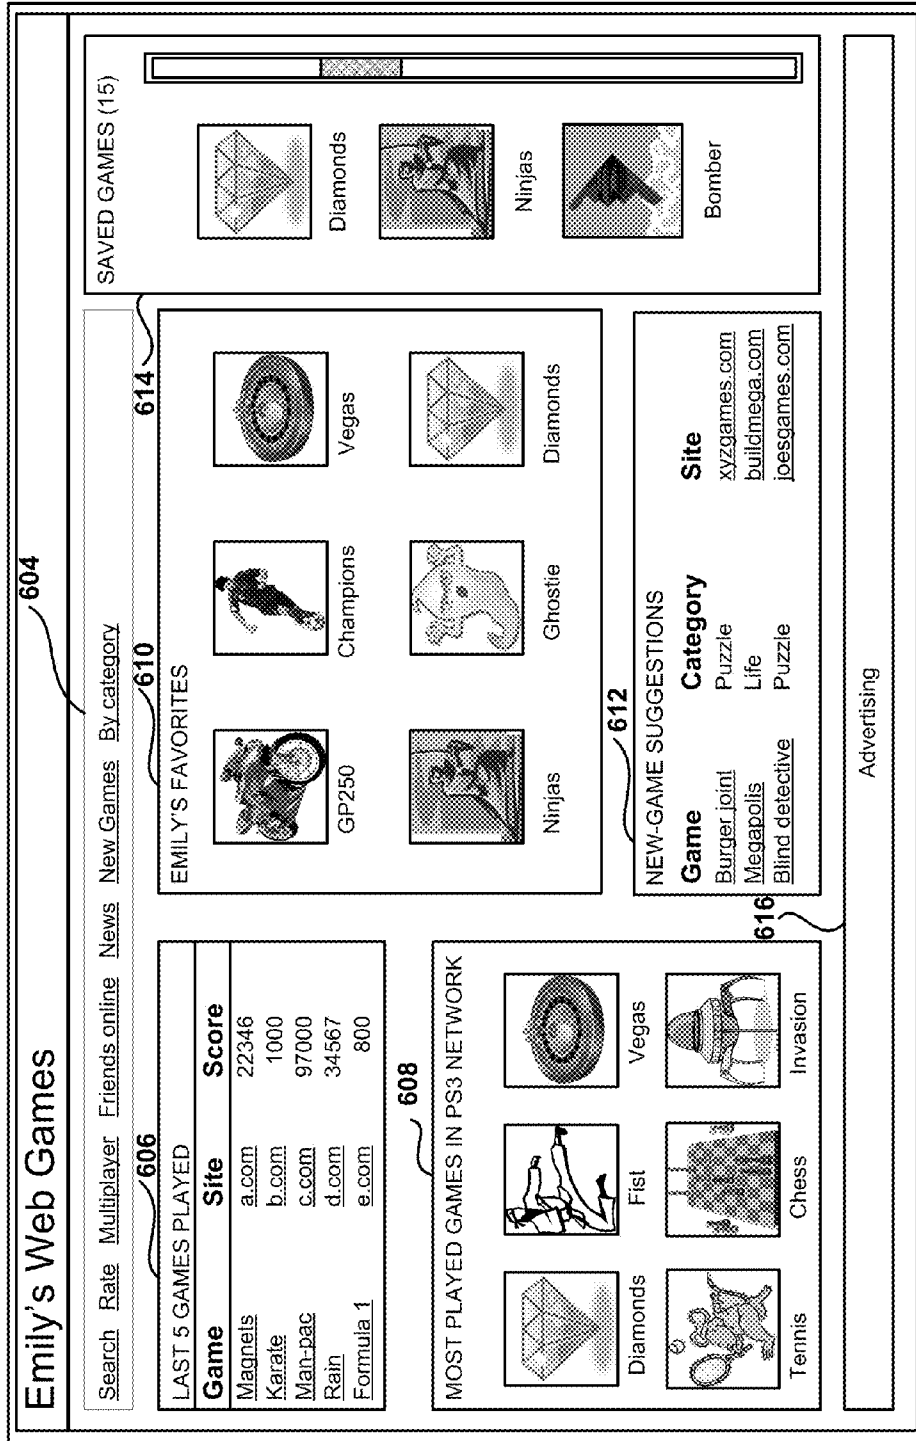 Emily's Web Games
604
Search Rate Multiplayer Friends online News New Games By category
606
LAST 5 GAMES PLAYED
Game Site Score
Magnets a.com 22346
Karate b.com 1000
Man-pac c.com 97000
Rain d.com 34567
Formula 1 e.com 800
608
MOST PLAYED GAMES IN PS3 NETWORK
Diamonds Fist Vegas
Tennis Chess Invasion
610
EMILY'S FAVORITES
GP250 Champions Vegas
Ninjas Ghostie Diamonds
612
NEW-GAME SUGGESTIONS
Game Category Site
Burger joint Puzzle xyzgames.com
Megapolis Life buildmega.com
Blind detective Puzzle joesgames.com
614
SAVED GAMES (15)
Diamonds
Ninjas
Bomber
616
Advertising